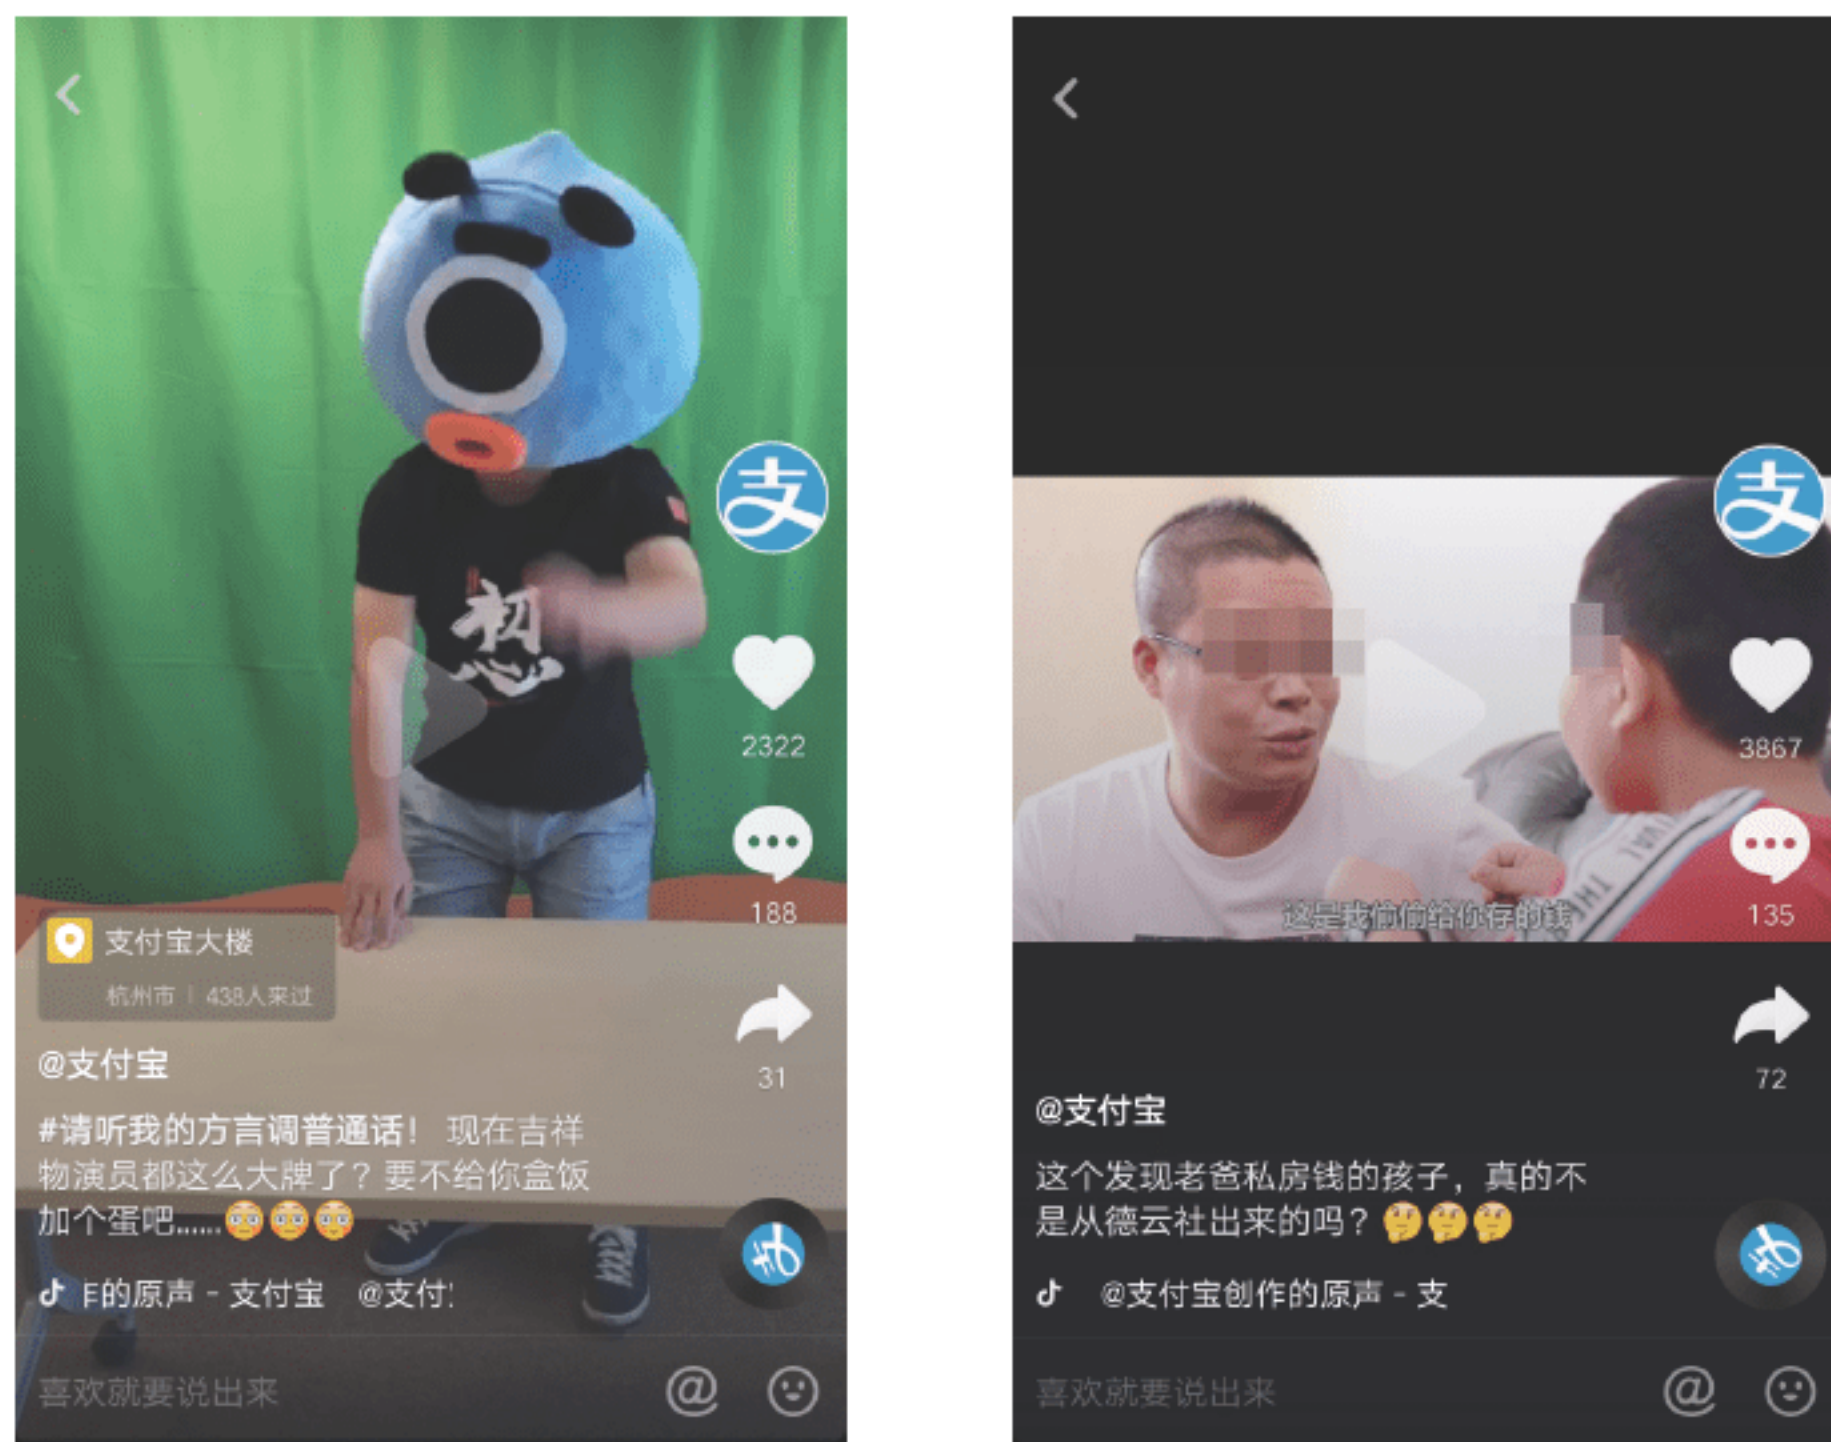 支
初心
2322
188
支付宝大楼
杭州市 | 438人来过
31
@支付宝
#请听我的方言调普通话！ 现在吉祥
物演员都这么大牌了？要不给你盒饭
加个蛋吧......
的原声 - 支付宝 @支付
喜欢就要说出来
@
支
3867
这是我偷偷给你存的钱
135
72
@支付宝
这个发现老爸私房钱的孩子，真的不
是从德云社出来的吗？
@支付宝创作的原声 - 支
喜欢就要说出来
@